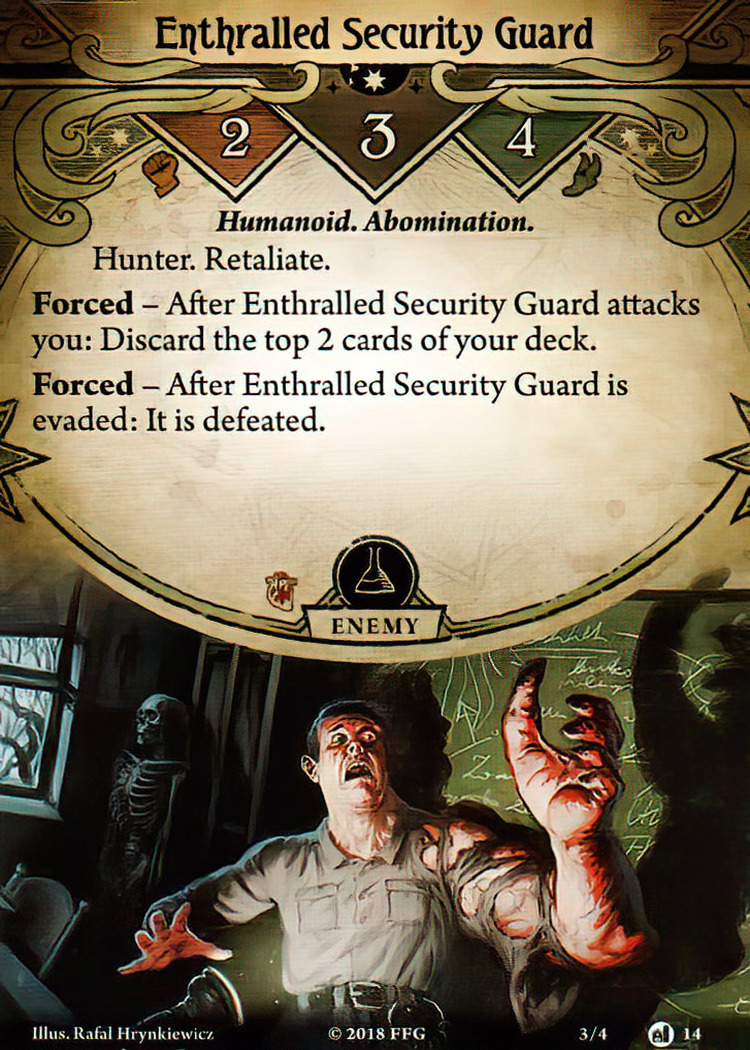 Enthralled Security Guard
2 3 4
Humanoid. Abomination.
Hunter. Retaliate.
Forced – After Enthralled Security Guard attacks
you: Discard the top 2 cards of your deck.
Forced – After Enthralled Security Guard is
evaded: It is defeated.
ENEMY
Illus. Rafal Hrynkiewicz © 2018 FFG 3/4 14